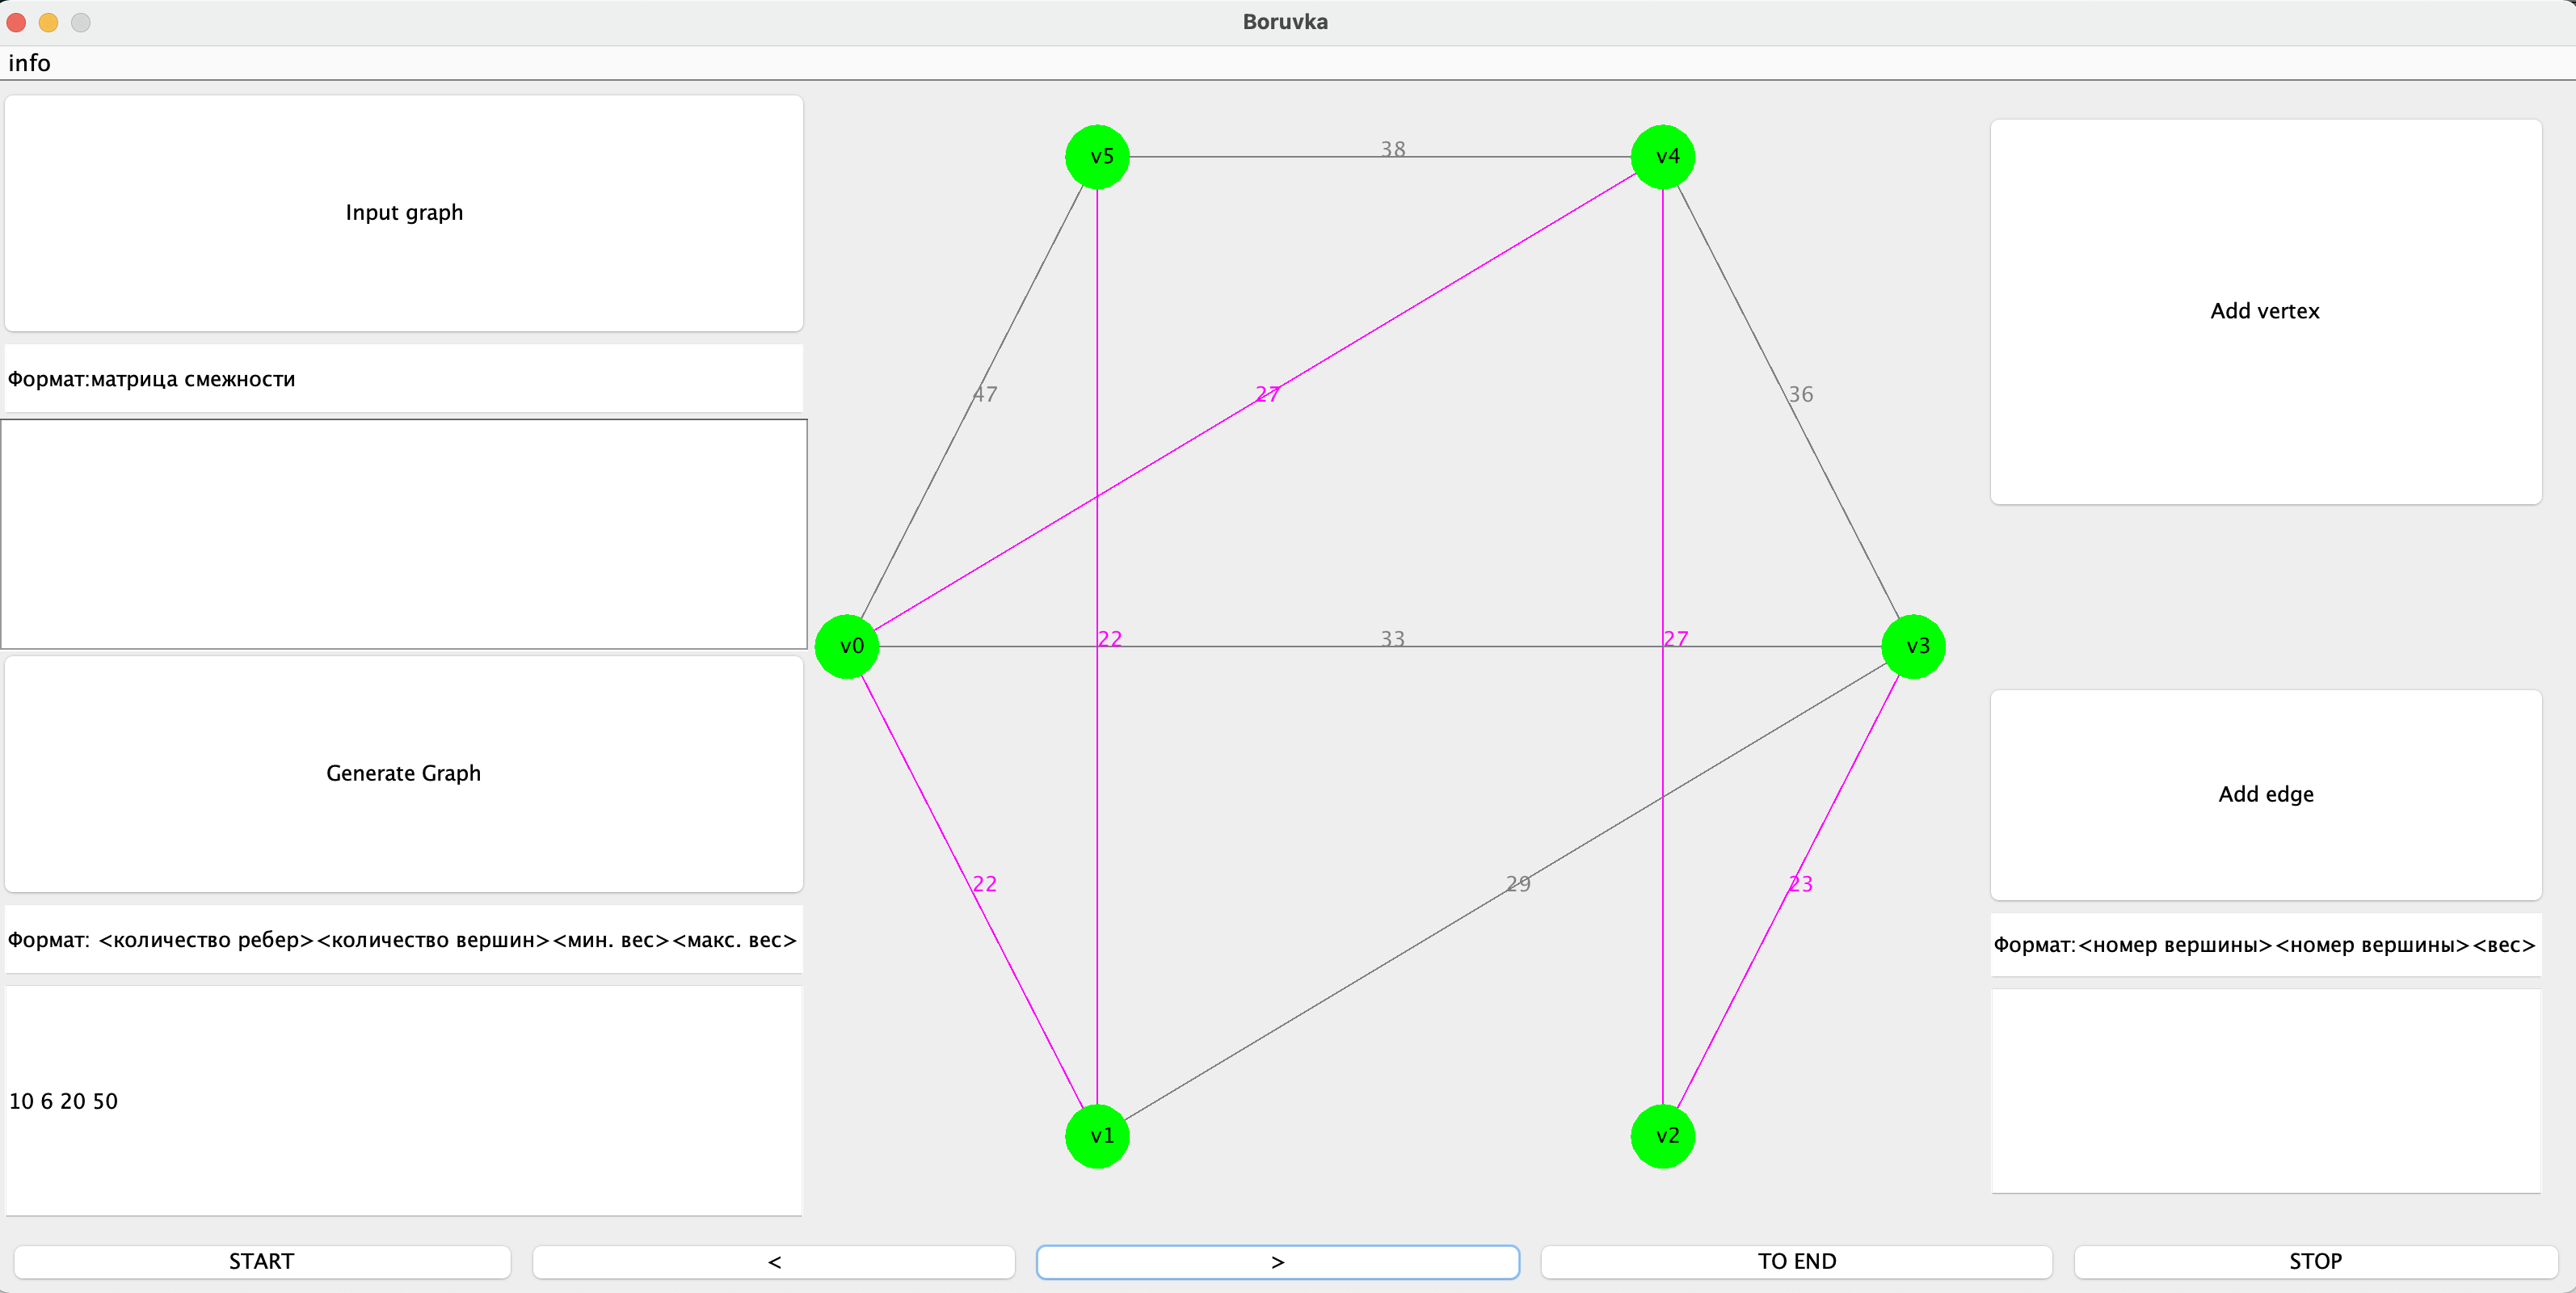 Boruvka
info
Input graph
Формат:матрица смежности
Generate Graph
Формат: <количество ребер><количество вершин><мин. вес><макс. вес>
10 6 20 50
v5
38
v4
47
27
36
v0
22
33
27
v3
22
29
23
v1
v2
Add vertex
Add edge
Формат:<номер вершины><номер вершины><вес>
START
<
>
TO END
STOP